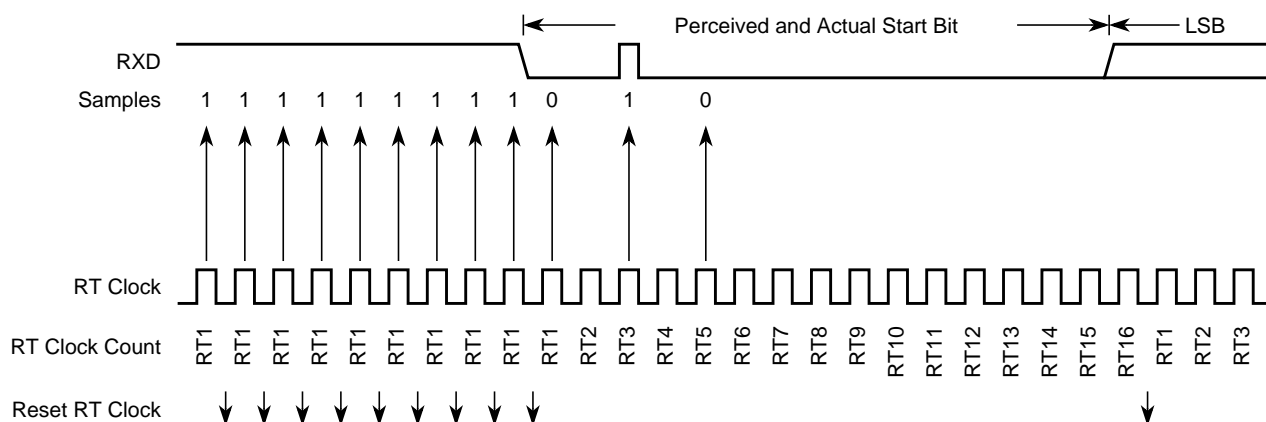 Perceived and Actual Start Bit
LSB
RXD
Samples 1 1 1 1 1 1 1 1 1 0 1 0
RT Clock
RT Clock Count RT1 RT1 RT1 RT1 RT1 RT1 RT1 RT1 RT1 RT1 RT2 RT3 RT4 RT5 RT6 RT7 RT8 RT9 RT10 RT11 RT12 RT13 RT14 RT15 RT16 RT1 RT2 RT3
Reset RT Clock